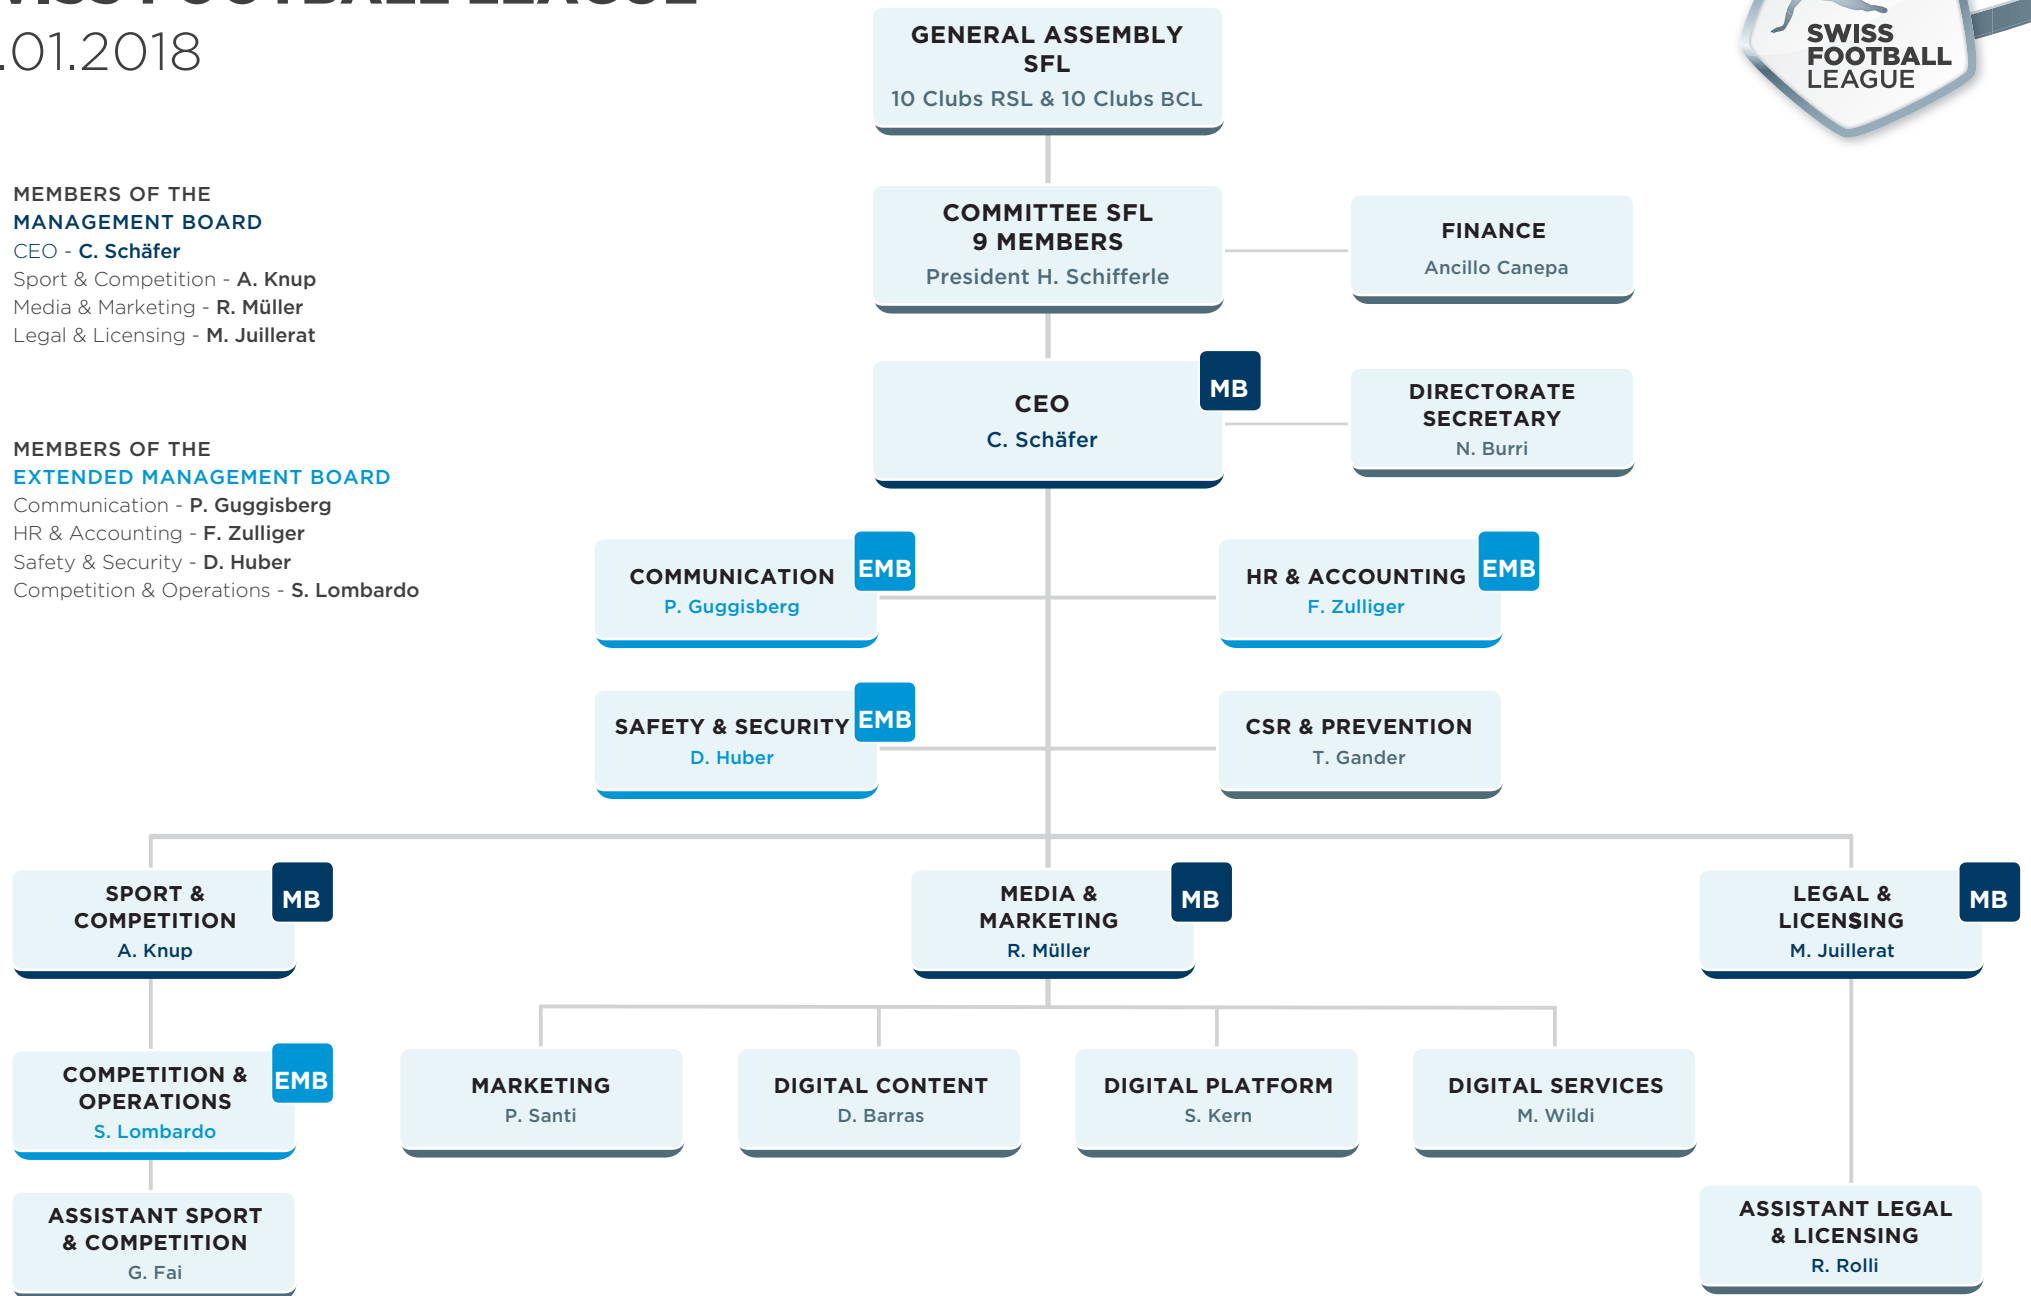 SWISS FOOTBALL LEAGUE
.01.2018
SWISS
FOOTBALL
LEAGUE
GENERAL ASSEMBLY
SFL
10 Clubs RSL & 10 Clubs BCL
MEMBERS OF THE
MANAGEMENT BOARD
CEO - C. Schäfer
Sport & Competition - A. Knup
Media & Marketing - R. Müller
Legal & Licensing - M. Juillerat
COMMITTEE SFL
9 MEMBERS
President H. Schifferle
FINANCE
Ancillo Canepa
MB
CEO
C. Schäfer
DIRECTORATE
SECRETARY
N. Burri
MEMBERS OF THE
EXTENDED MANAGEMENT BOARD
Communication - P. Guggisberg
HR & Accounting - F. Zulliger
Safety & Security - D. Huber
Competition & Operations - S. Lombardo
COMMUNICATION
P. Guggisberg
EMB
HR & ACCOUNTING
F. Zulliger
EMB
SAFETY & SECURITY
D. Huber
EMB
CSR & PREVENTION
T. Gander
SPORT &
COMPETITION
A. Knup
MB
MEDIA &
MARKETING
R. Müller
MB
LEGAL &
LICENSING
M. Juillerat
MB
COMPETITION &
OPERATIONS
S. Lombardo
EMB
MARKETING
P. Santi
DIGITAL CONTENT
D. Barras
DIGITAL PLATFORM
S. Kern
DIGITAL SERVICES
M. Wildi
ASSISTANT SPORT
& COMPETITION
G. Fai
ASSISTANT LEGAL
& LICENSING
R. Rolli